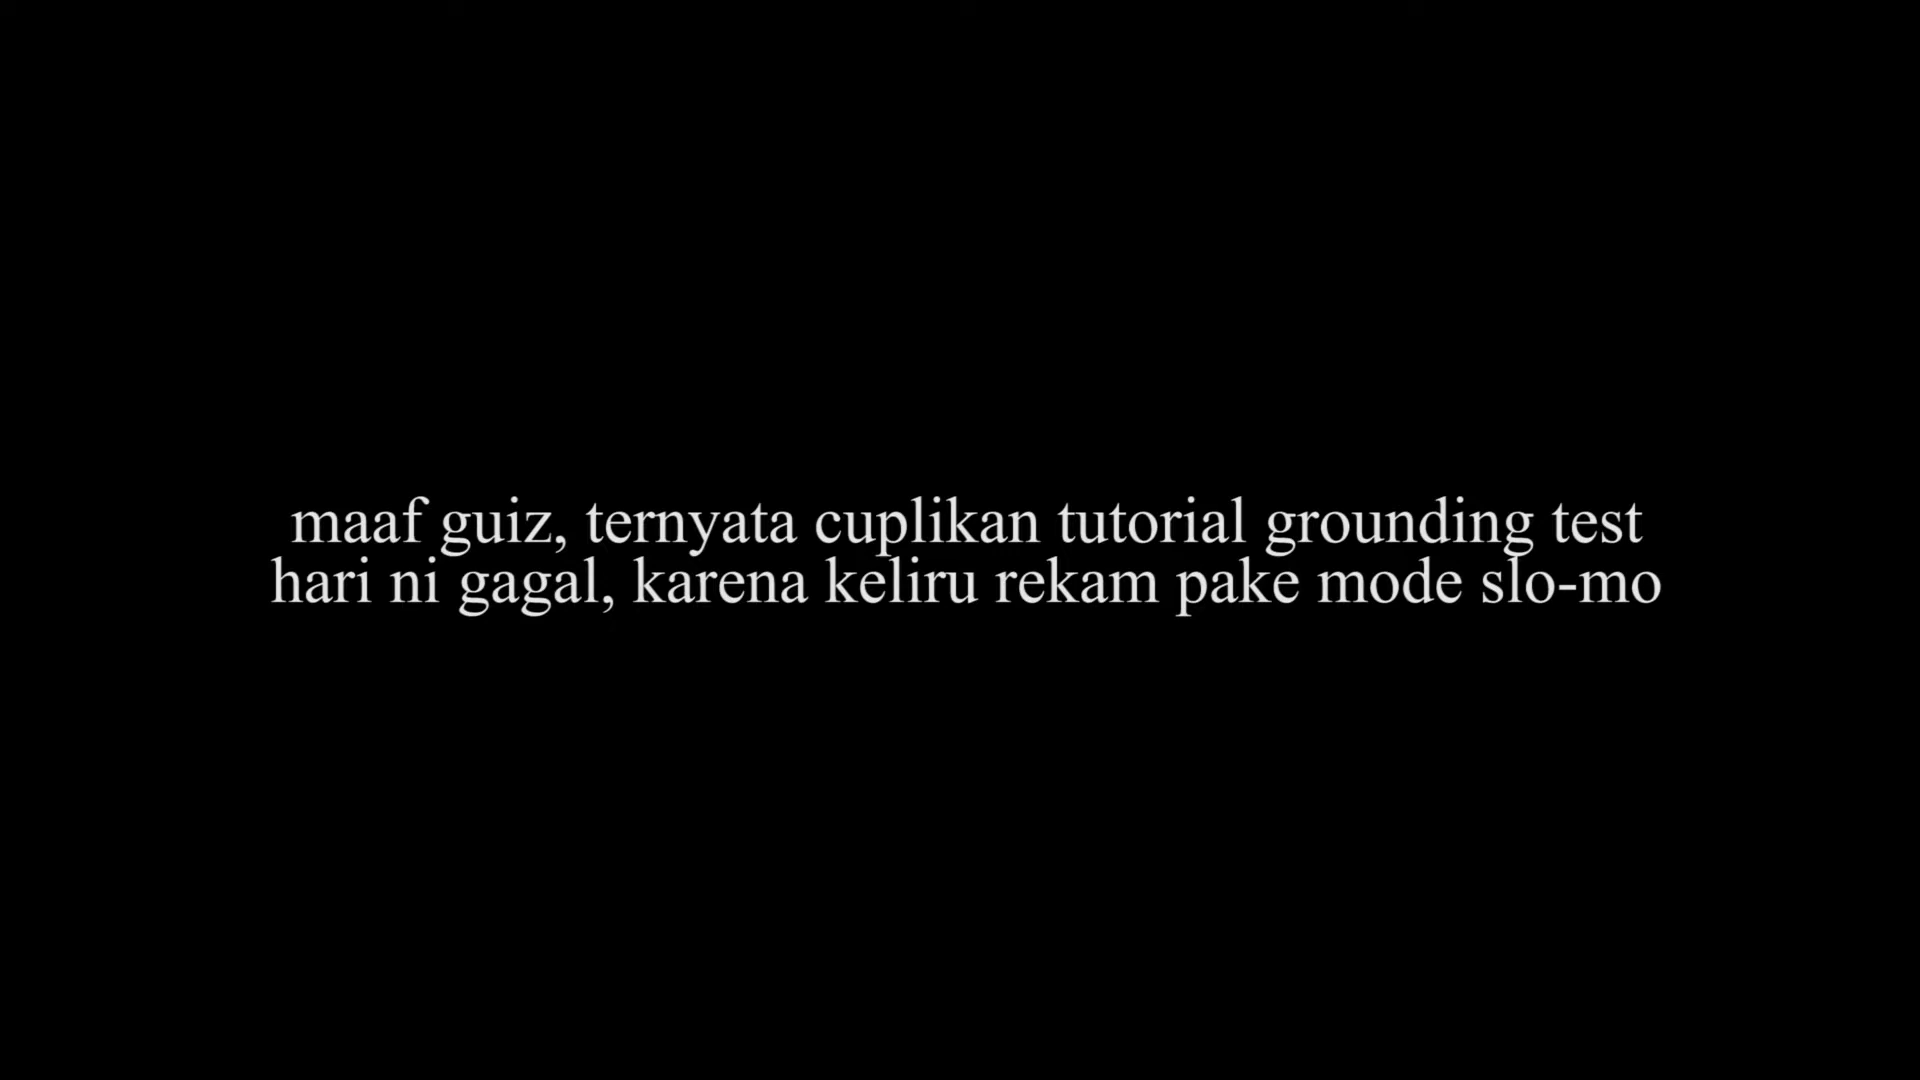 maaf guiz, ternyata cuplikan tutorial grounding test
hari ni gagal, karena keliru rekam pake mode slo-mo